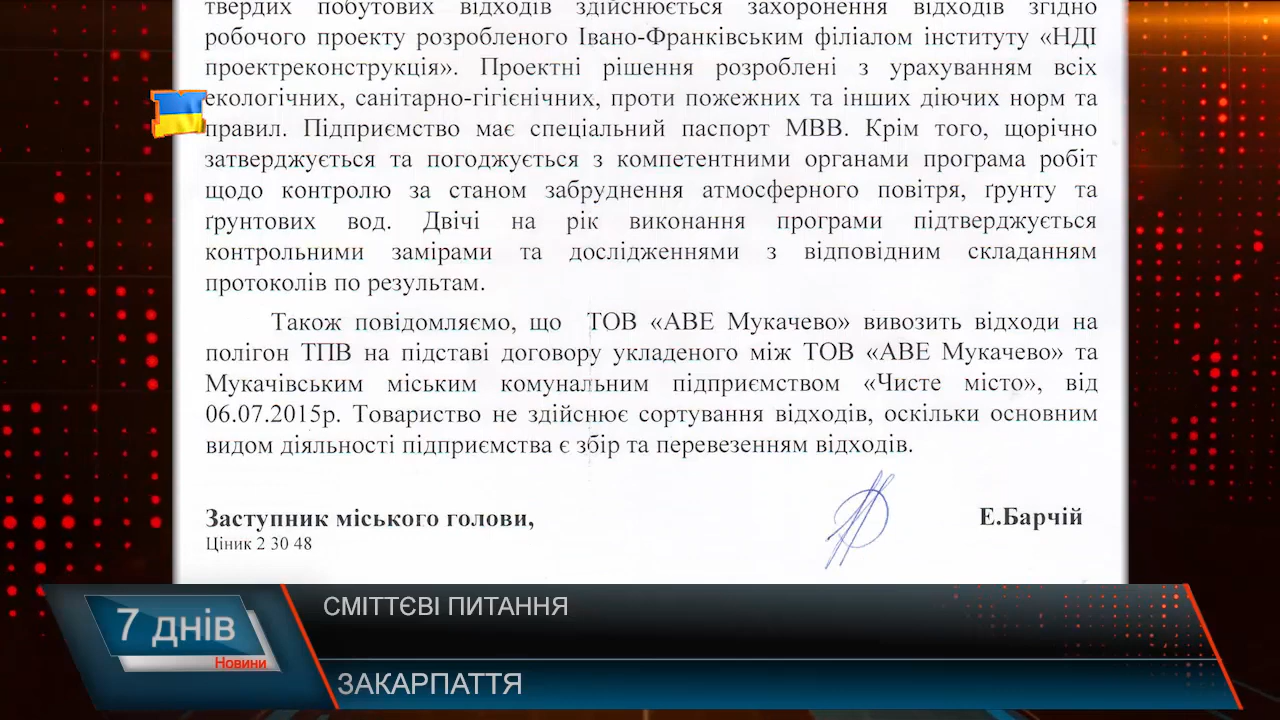 твердих побутових відходів здійснюється захоронення відходів згідно
робочого проекту розробленого Івано-Франківським філіалом інституту «НДІ
проектреконструкція». Проектні рішення розроблені з урахуванням всіх
екологічних, санітарно-гігієнічних, проти пожежних та інших діючих норм та
правил. Підприємство має спеціальний паспорт МВВ. Крім того, щорічно
затверджується та погоджується з компетентними органами програма робіт
щодо контролю за станом забруднення атмосферного повітря, ґрунту та
ґрунтових вод. Двічі на рік виконання програми підтверджується
контрольними замірами та дослідженнями з відповідним складанням
протоколів по результам.
Також повідомляємо, що ТОВ «АВЕ Мукачево» вивозить відходи на
полігон ТПВ на підставі договору укладеного між ТОВ «АВЕ Мукачево» та
Мукачівським міським комунальним підприємством «Чисте місто», від
06.07.2015р. Товариство не здійснює сортування відходів, оскільки основним
видом діяльності підприємства є збір та перевезенням відходів.
Заступник міського голови, Е.Барчій
Ціник 2 30 48
СМІТТЄВІ ПИТАННЯ
7 днів
Новини
ЗАКАРПАТТЯ